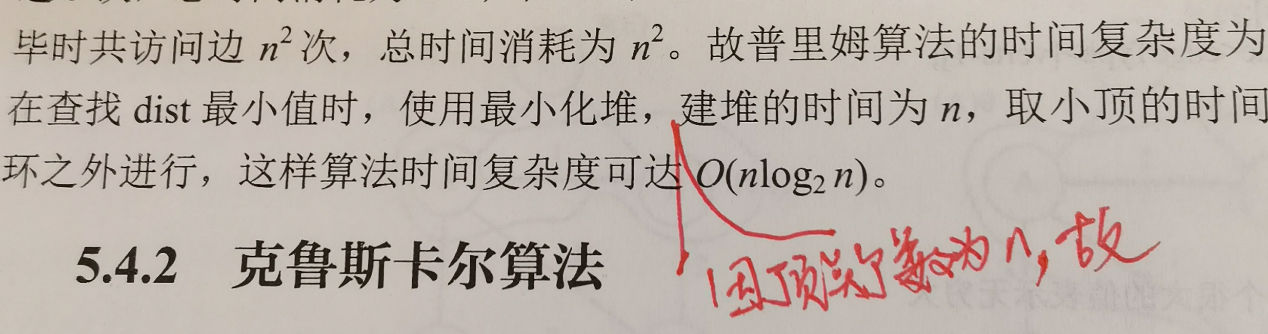 毕时共访问边 n²次，总时间消耗为 n²。故普里姆算法的时间复杂度为
在查找 dist 最小值时，使用最小化堆，建堆的时间为 n，取小顶的时间
环之外进行，这样算法时间复杂度可达 O(nlog₂ n)。
5.4.2 克鲁斯卡尔算法
因顶点个数为n，故